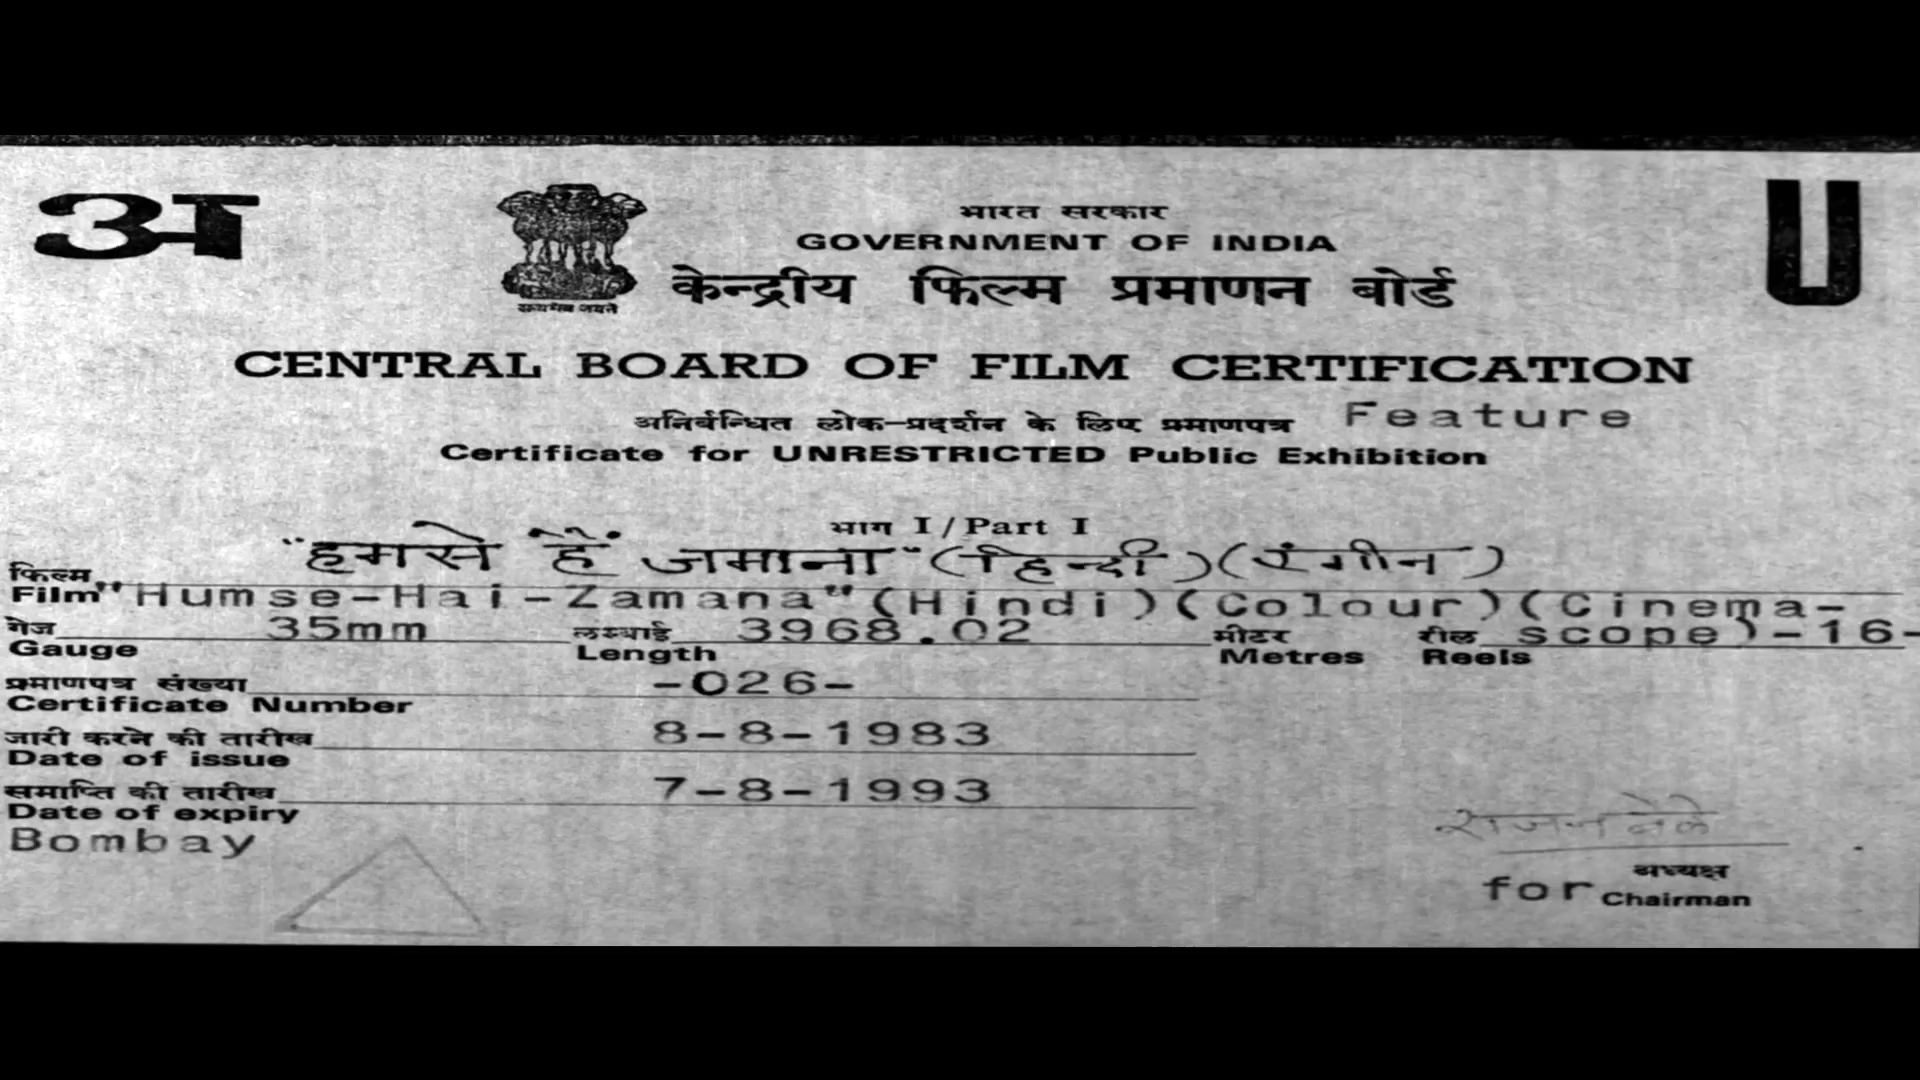 अ
U
सत्यमेव जयते
भारत सरकार
GOVERNMENT OF INDIA
केन्द्रीय फिल्म प्रमाणन बोर्ड
CENTRAL BOARD OF FILM CERTIFICATION
अनिर्बन्धित लोक-प्रदर्शन के लिए प्रमाणपत्र Feature
Certificate for UNRESTRICTED Public Exhibition
भाग I/Part I
"हमसे हैं जमाना" (हिन्दी) (रंगीन)
फिल्म
Film "Humse-Hai-Zamana" (Hindi) (Colour) (Cinema-
गेज 35mm लम्बाई 3968.02 मीटर रील scope)-16-
Gauge Length Metres Reels
प्रमाणपत्र संख्या -026-
Certificate Number
जारी करने की तारीख 8-8-1983
Date of issue
समाप्ति की तारीख 7-8-1993
Date of expiry
Bombay
अध्यक्ष
for Chairman